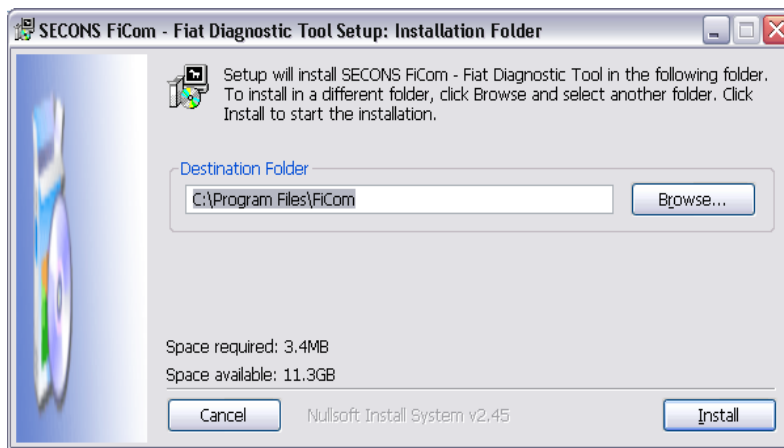 SECONS FiCom - Fiat Diagnostic Tool Setup: Installation Folder
Setup will install SECONS FiCom - Fiat Diagnostic Tool in the following folder.
To install in a different folder, click Browse and select another folder. Click
Install to start the installation.
Destination Folder
C:\Program Files\FiCom
Browse...
Space required: 3.4MB
Space available: 11.3GB
Cancel
Nullsoft Install System v2.45
Install